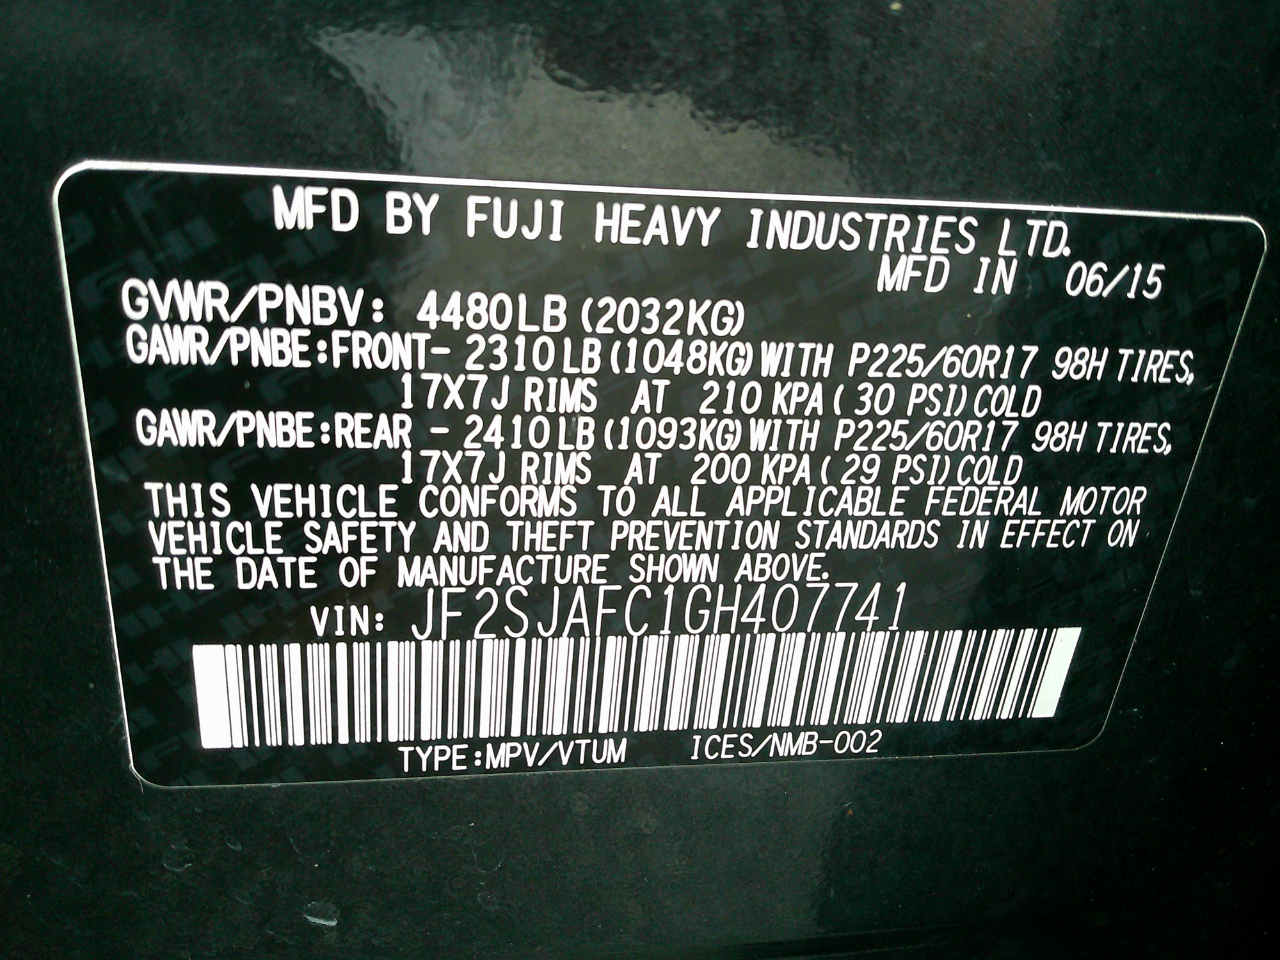 MFD BY FUJI HEAVY INDUSTRIES LTD.
MFD IN 06/15
GVWR/PNBV: 4480LB (2032KG)
GAWR/PNBE:FRONT- 2310LB (1048KG) WITH P225/60R17 98H TIRES,
17X7J RIMS AT 210 KPA ( 30 PSI) COLD
GAWR/PNBE:REAR - 2410LB (1093KG) WITH P225/60R17 98H TIRES,
17X7J RIMS AT 200 KPA ( 29 PSI) COLD
THIS VEHICLE CONFORMS TO ALL APPLICABLE FEDERAL MOTOR
VEHICLE SAFETY AND THEFT PREVENTION STANDARDS IN EFFECT ON
THE DATE OF MANUFACTURE SHOWN ABOVE.
VIN: JF2SJAFC1GH407741
TYPE:MPV/VTUM ICES/NMB-002